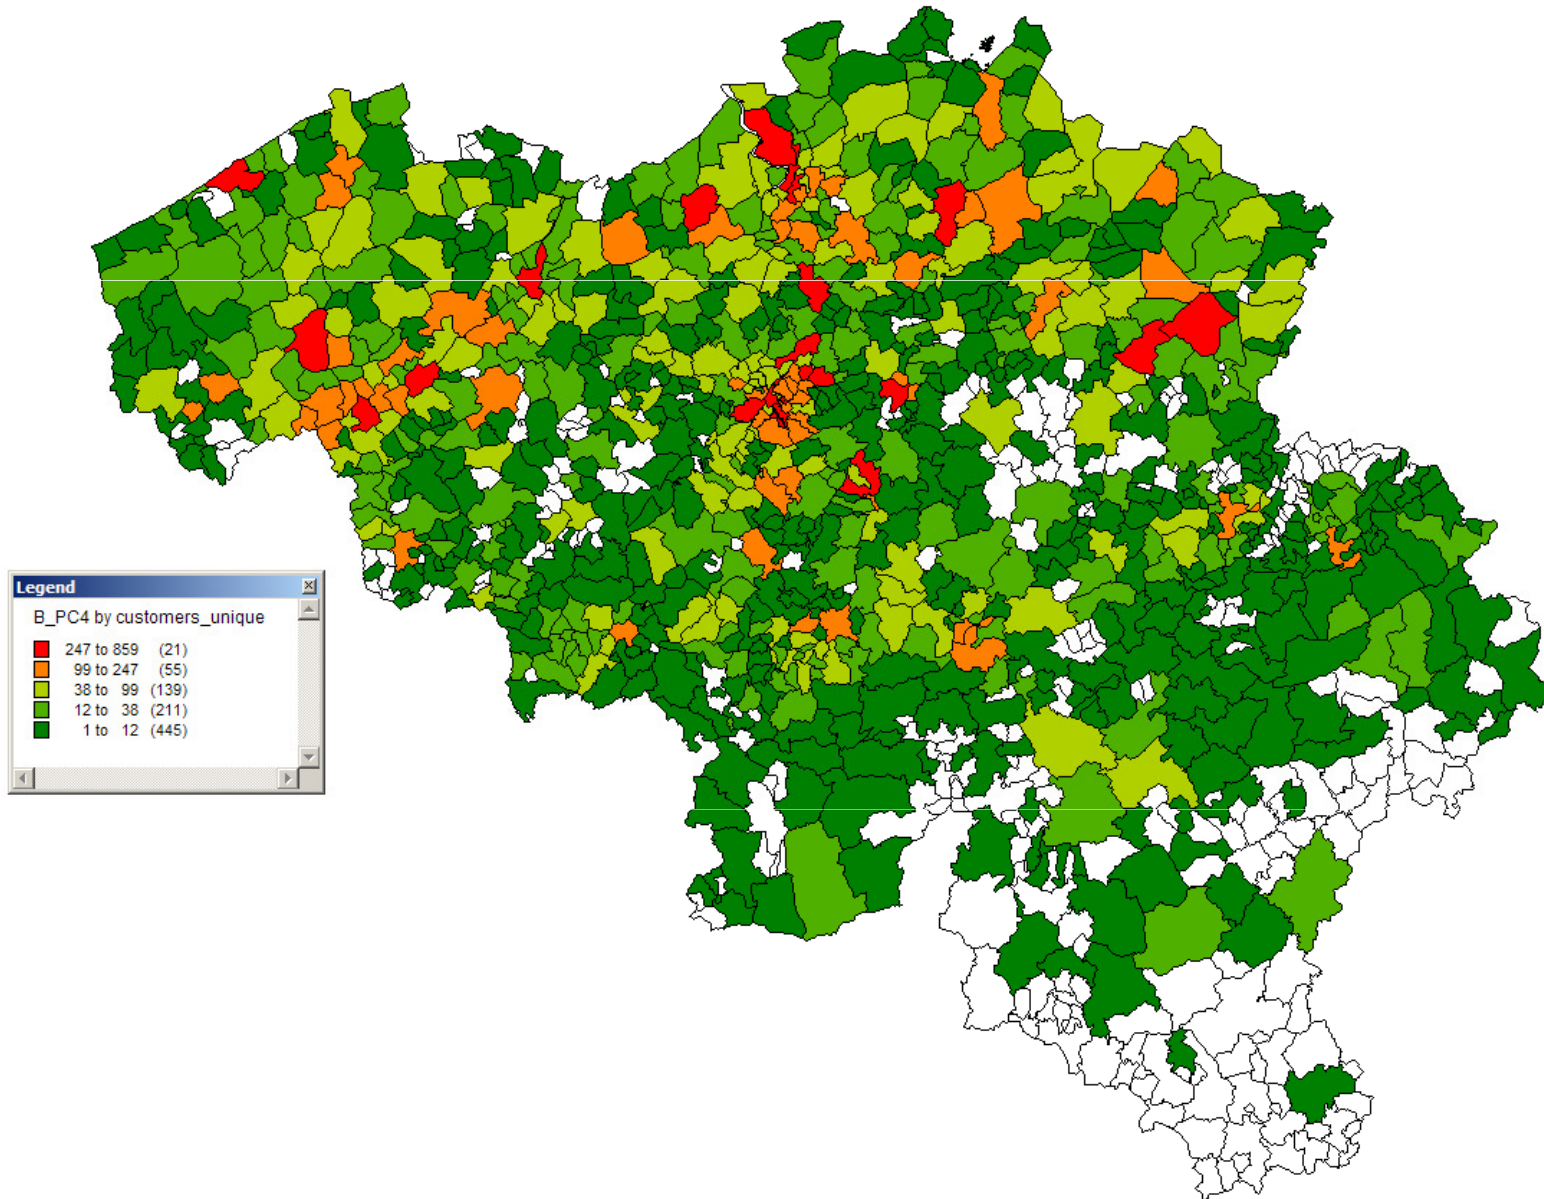 Legend
B_PC4 by customers_unique
247 to 859 (21)
99 to 247 (55)
38 to 99 (139)
12 to 38 (211)
1 to 12 (445)